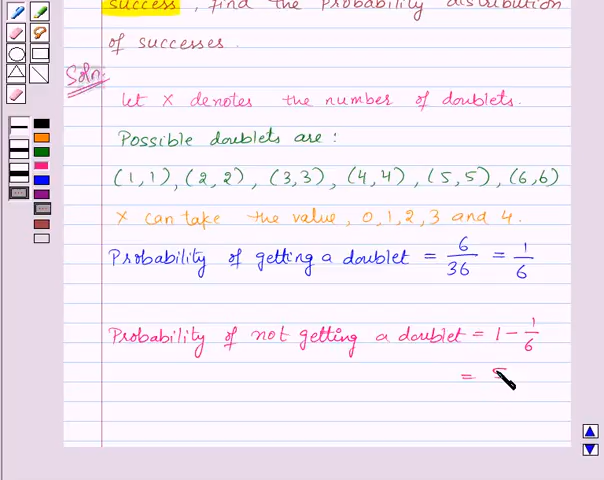 success, find the probability distribution
of successes.
Soln.
Let X denotes the number of doublets.
Possible doublets are :
(1,1), (2,2), (3,3), (4,4), (5,5), (6,6)
X can take the value, 0,1,2,3 and 4.
Probability of getting a doublet = 6/36 = 1/6
Probability of not getting a doublet = 1 - 1/6
= 5